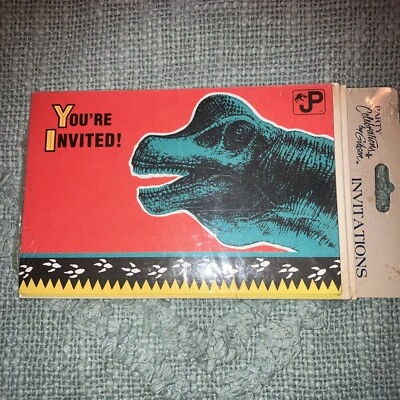 YOU'RE
INVITED!
JP
PARTY
Celebrations
by Gibson
INVITATIONS